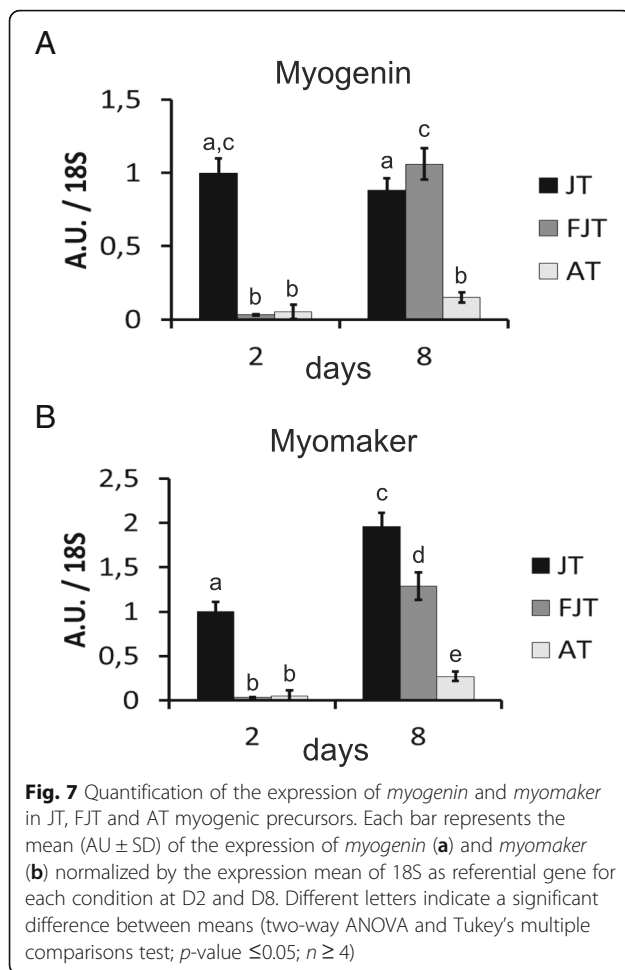 A
Myogenin
1,5
1
0,5
0
A.U. / 18S
a,c
b
b
a
c
b
JT
FJT
AT
2
8
days
B
Myomaker
2,5
2
1,5
1
0,5
0
A.U. / 18S
a
b
b
c
d
e
JT
FJT
AT
2
8
days
Fig. 7 Quantification of the expression of myogenin and myomaker
in JT, FJT and AT myogenic precursors. Each bar represents the
mean (AU ± SD) of the expression of myogenin (a) and myomaker
(b) normalized by the expression mean of 18S as referential gene for
each condition at D2 and D8. Different letters indicate a significant
difference between means (two-way ANOVA and Tukey's multiple
comparisons test; p-value ≤0.05; n ≥ 4)